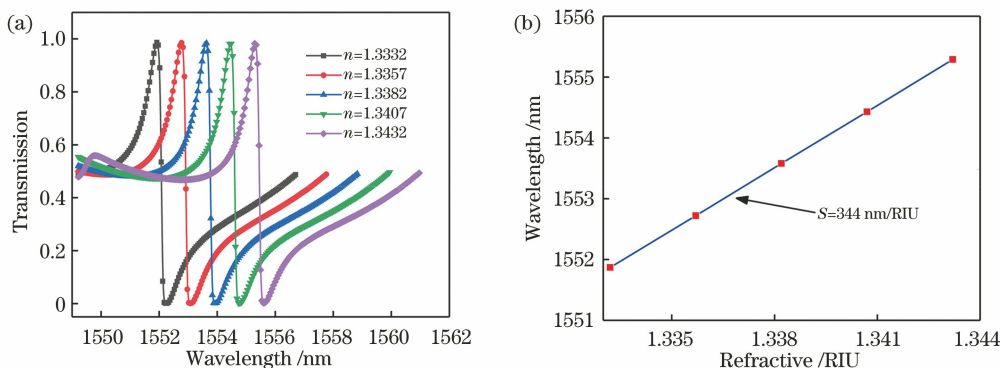 (a)
1.0
0.8
0.6
0.4
0.2
0
Transmission
n=1.3332
n=1.3357
n=1.3382
n=1.3407
n=1.3432
1550 1552 1554 1556 1558 1560 1562
Wavelength /nm
(b)
1556
1555
1554
1553
1552
1551
Wavelength /nm
S=344 nm/RIU
1.335 1.338 1.341 1.344
Refractive /RIU